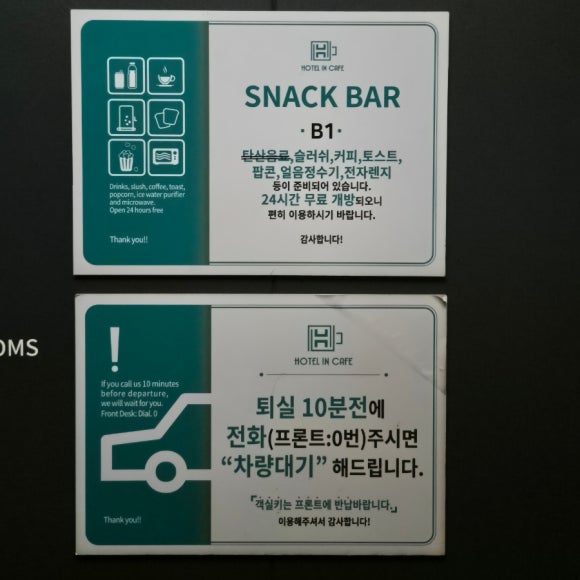 HOTEL IN CAFE
SNACK BAR
· B1 ·
탄산음료,슬러쉬,커피,토스트,
팝콘,얼음정수기,전자렌지
등이 준비되어 있습니다.
24시간 무료 개방되오니
편히 이용하시기 바랍니다.
감사합니다!
Drinks, slush, coffee, toast,
popcorn, ice water purifier
and microwave.
Open 24 hours free
Thank you!!
OMS
!
If you call us 10 minutes
before departure,
we will wait for you.
Front Desk: Dial. 0
Thank you!!
HOTEL IN CAFE
퇴실 10분전에
전화(프론트:0번)주시면
“차량대기” 해드립니다.
「객실키는 프론트에 반납바랍니다.」
이용해주셔서 감사합니다!